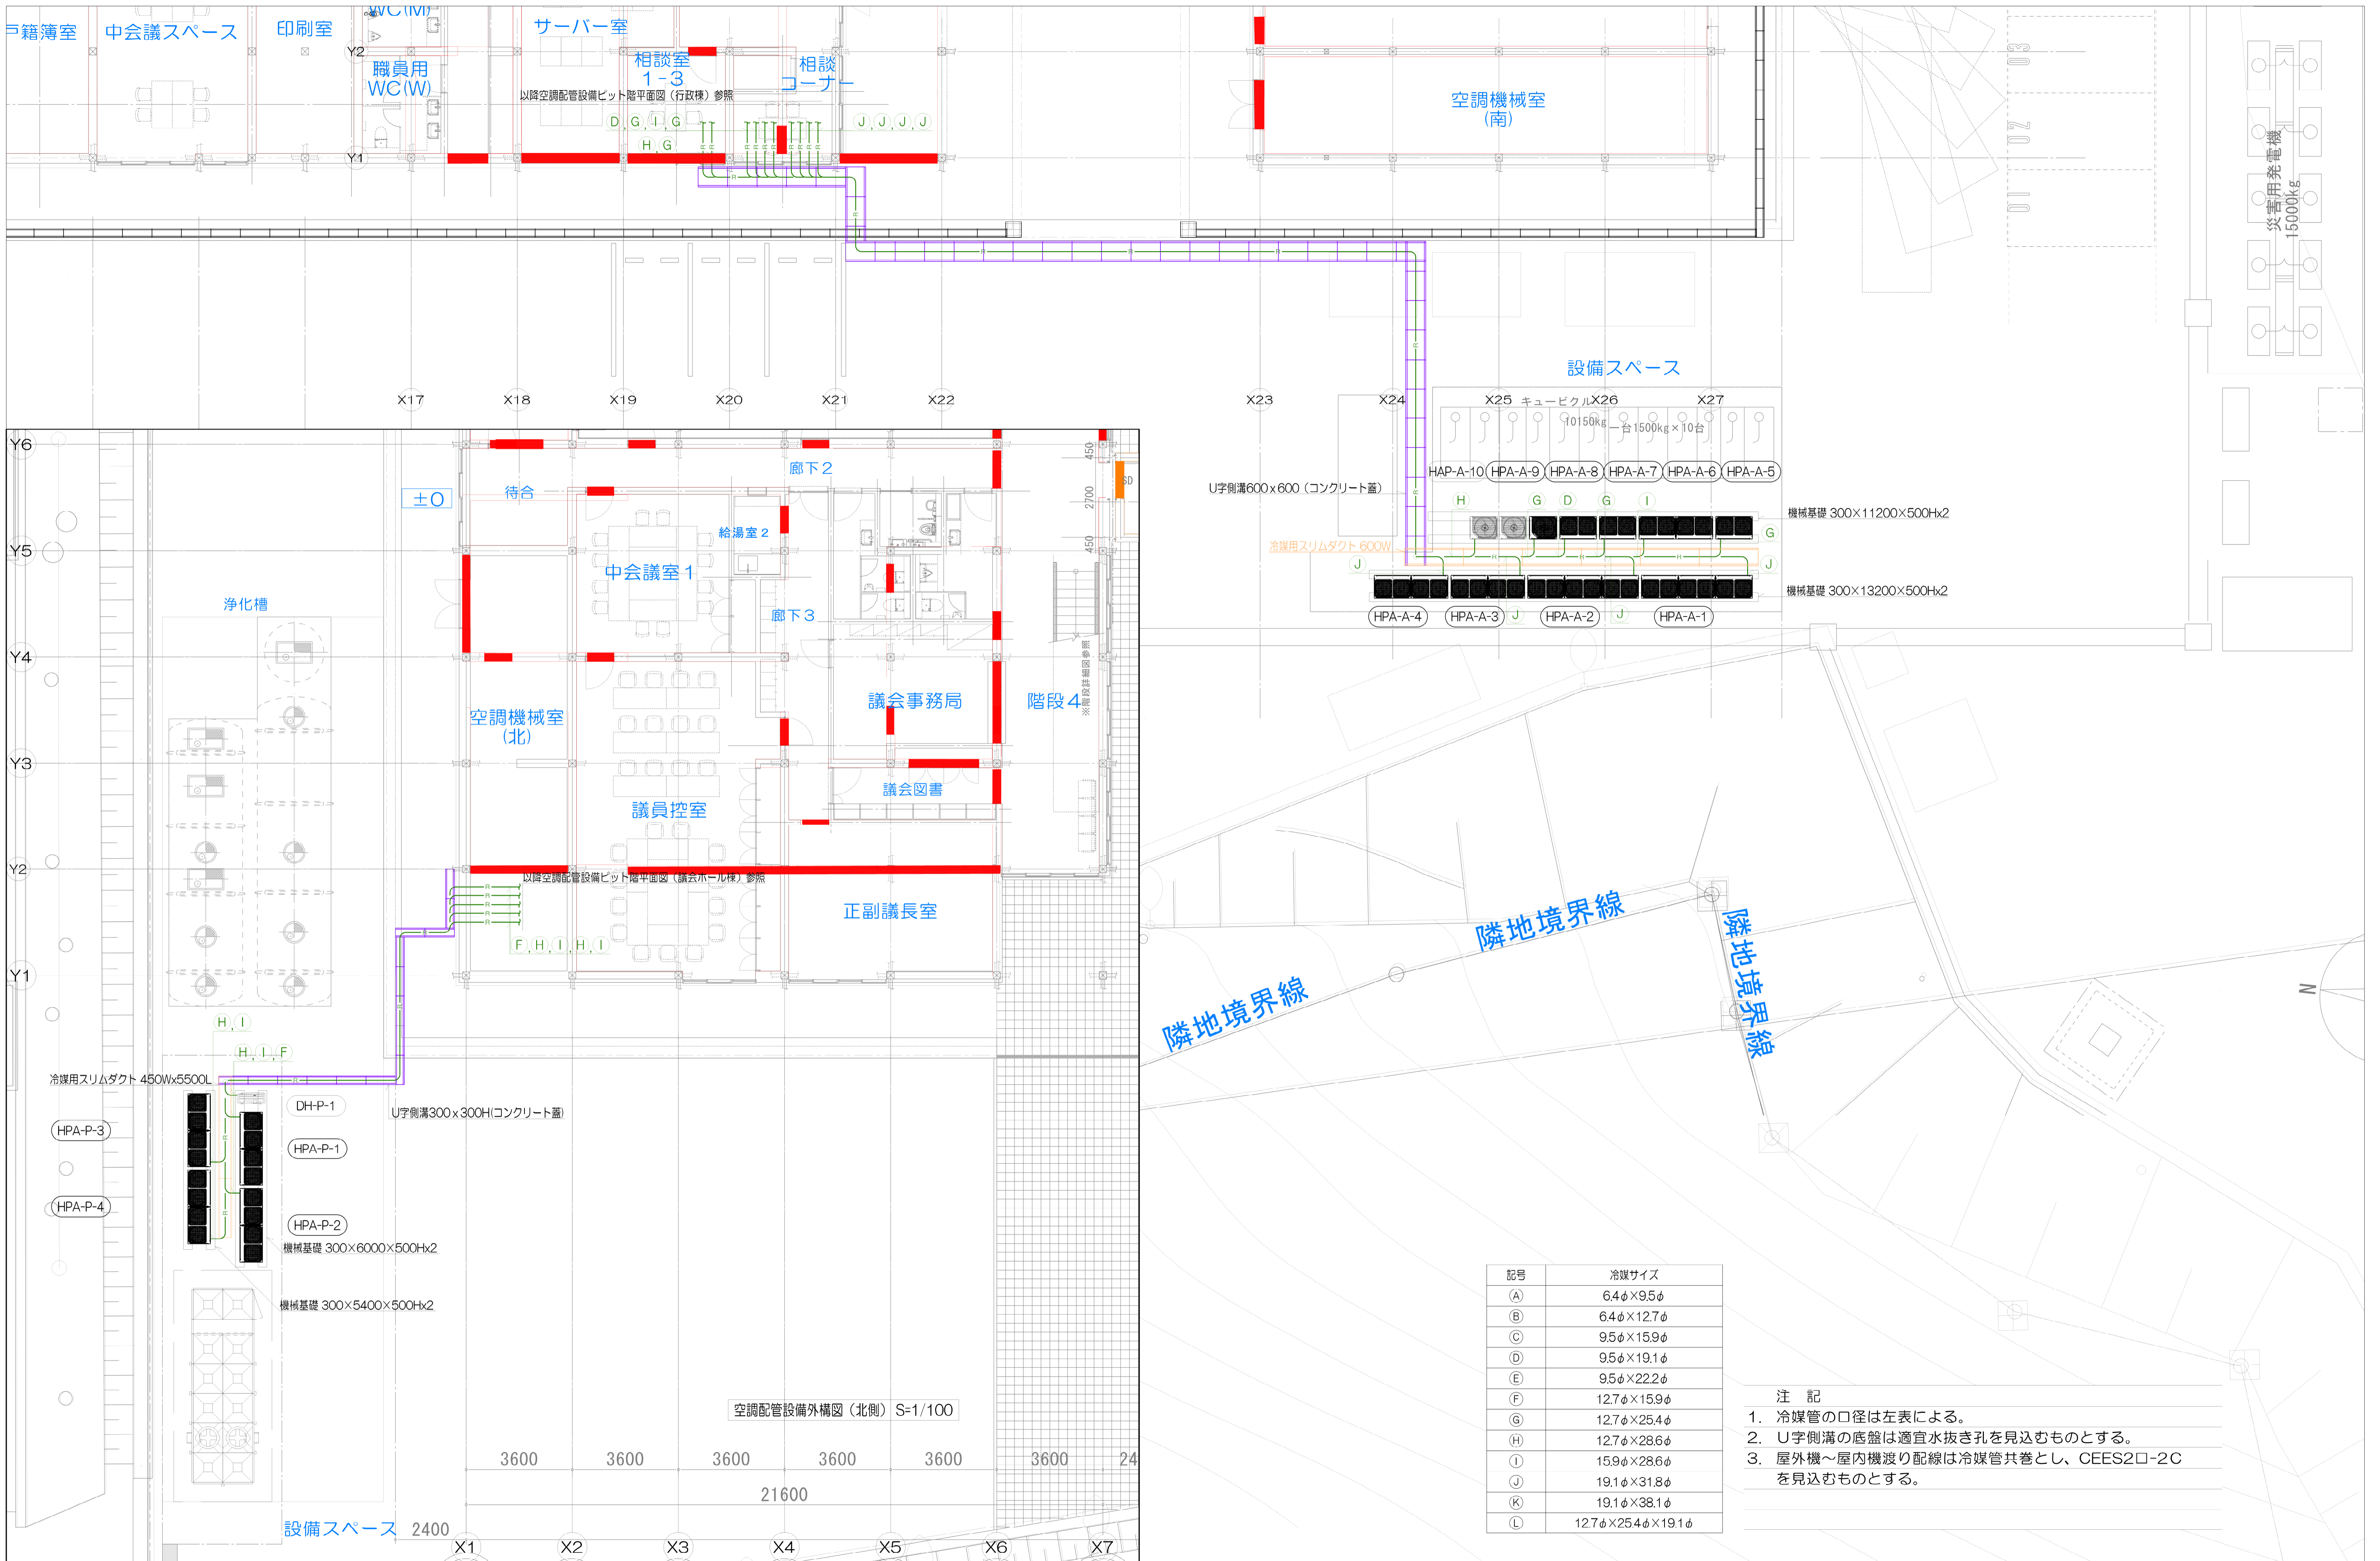 戸籍簿室
中会議スペース
印刷室
WC(M)
サーバー室
Y2
職員用
WC(W)
相談室
1-3
相談
コーナー
以降空調配管設備ピット階平面図（行政棟）参照
D,G,I,G
J,J,J,J
H,G
Y1
空調機械室
(南)
03
02
01
災害用発電機
15000kg
R
設備スペース
X17
X18
X19
X20
X21
X22
X23
X24
X25
キュービクル
X26
X27
10150kg
一台1500kg×10台
HAP-A-10
HPA-A-9
HPA-A-8
HPA-A-7
HPA-A-6
HPA-A-5
U字側溝600x600（コンクリート蓋）
H
G
D
G
I
機械基礎 300×11200×500Hx2
G
冷媒用スリムダクト 600W
J
J
機械基礎 300×13200×500Hx2
HPA-A-4
HPA-A-3
J
HPA-A-2
J
HPA-A-1
Y6
Y5
Y4
Y3
Y2
Y1
±0
待合
廊下2
450
2700
450
SD
給湯室2
中会議室1
廊下3
浄化槽
※階段詳細図参照
空調機械室
(北)
議会事務局
階段4
議会図書
議員控室
以降空調配管設備ピット階平面図（議会ホール棟）参照
正副議長室
F,H,I,H,I
H,I
H,I,F
冷媒用スリムダクト 450Wx5500L
DH-P-1
U字側溝300x300H(コンクリート蓋)
HPA-P-3
HPA-P-1
HPA-P-4
HPA-P-2
機械基礎 300×6000×500Hx2
機械基礎 300×5400×500Hx2
空調配管設備外構図（北側） S=1/100
3600
3600
3600
3600
3600
3600
24
21600
設備スペース
2400
X1
X2
X3
X4
X5
X6
X7
隣地境界線
隣地境界線
隣地境界線
N
記号 冷媒サイズ
Ⓐ 6.4φ×9.5φ
Ⓑ 6.4φ×12.7φ
Ⓒ 9.5φ×15.9φ
Ⓓ 9.5φ×19.1φ
Ⓔ 9.5φ×22.2φ
Ⓕ 12.7φ×15.9φ
Ⓖ 12.7φ×25.4φ
Ⓗ 12.7φ×28.6φ
Ⓘ 15.9φ×28.6φ
Ⓙ 19.1φ×31.8φ
Ⓚ 19.1φ×38.1φ
Ⓛ 12.7φ×25.4φ×19.1φ
注　記
1. 冷媒管の口径は左表による。
2. U字側溝の底盤は適宜水抜き孔を見込むものとする。
3. 屋外機～屋内機渡り配線は冷媒管共巻とし、CEES2□-2C
を見込むものとする。